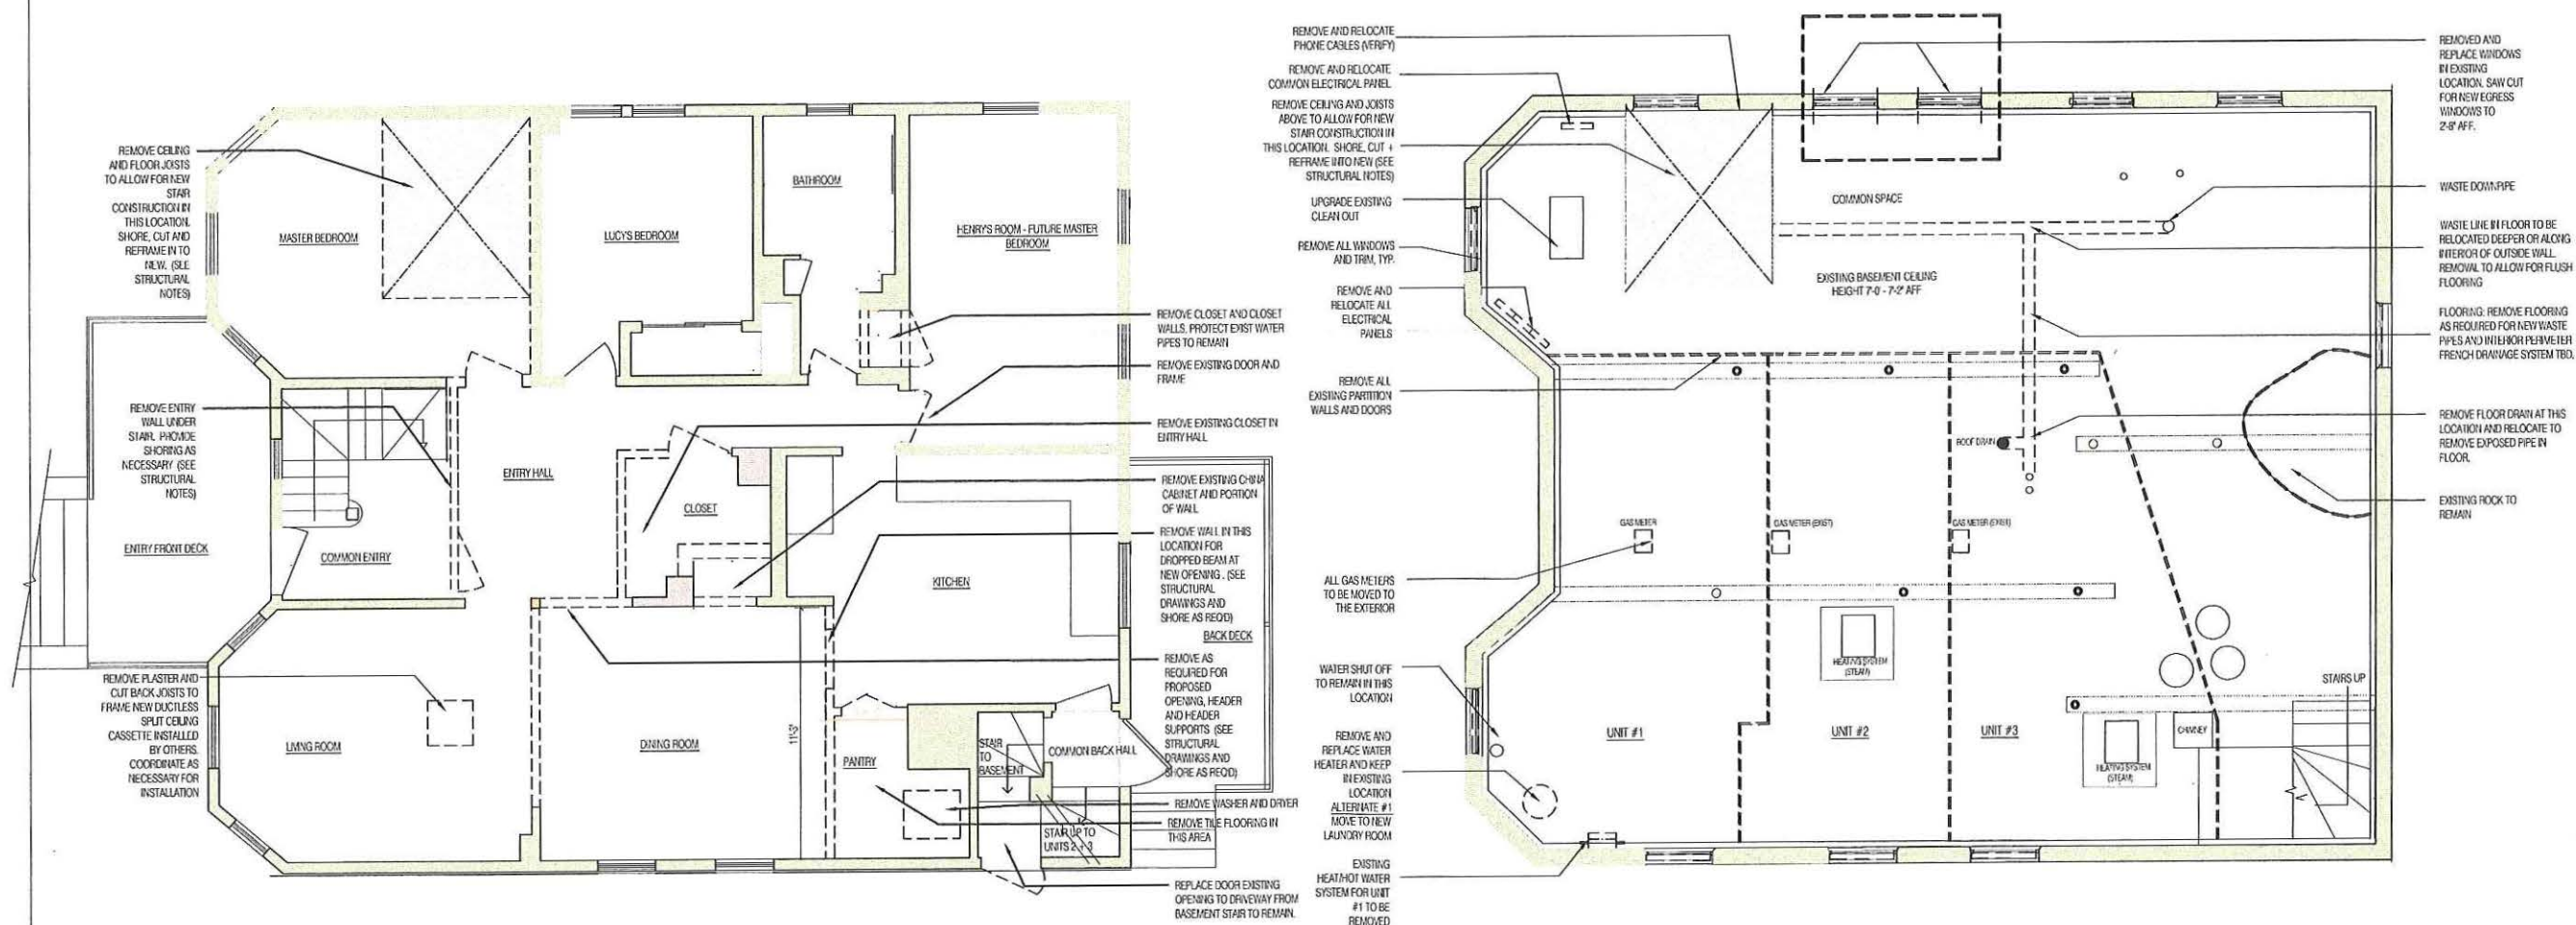 REMOVE CEILING
AND FLOOR JOISTS
TO ALLOW FOR NEW
STAIR
CONSTRUCTION IN
THIS LOCATION.
SHORE, CUT AND
REFRAME IN TO
NEW. (SEE
STRUCTURAL
NOTES)
REMOVE ENTRY
WALL UNDER
STAIR. PROVIDE
SHORING AS
NECESSARY (SEE
STRUCTURAL
NOTES)
ENTRY FRONT DECK
REMOVE PLASTER AND
CUT BACK JOISTS TO
FRAME NEW DUCTLESS
SPLIT CEILING
CASSETTE INSTALLED
BY OTHERS.
COORDINATE AS
NECESSARY FOR
INSTALLATION
MASTER BEDROOM
LUCY'S BEDROOM
BATHROOM
HENRY'S ROOM - FUTURE MASTER
BEDROOM
ENTRY HALL
CLOSET
COMMON ENTRY
KITCHEN
LIVING ROOM
DINING ROOM
11'-3"
PANTRY
STAIR
TO
BASEMENT
COMMON BACK HALL
STAIR UP TO
UNITS 2 + 3
BACK DECK
REMOVE CLOSET AND CLOSET
WALLS. PROTECT EXIST WATER
PIPES TO REMAIN
REMOVE EXISTING DOOR AND
FRAME
REMOVE EXISTING CLOSET IN
ENTRY HALL
REMOVE EXISTING CHINA
CABINET AND PORTION
OF WALL
REMOVE WALL IN THIS
LOCATION FOR
DROPPED BEAM AT
NEW OPENING . (SEE
STRUCTURAL
DRAWINGS AND
SHORE AS REQ'D)
REMOVE AS
REQUIRED FOR
PROPOSED
OPENING, HEADER
AND HEADER
SUPPORTS (SEE
STRUCTURAL
DRAWINGS AND
SHORE AS REQ'D)
REMOVE WASHER AND DRYER
REMOVE TILE FLOORING IN
THIS AREA
REPLACE DOOR EXISTING
OPENING TO DRIVEWAY FROM
BASEMENT STAIR TO REMAIN.
REMOVE AND RELOCATE
PHONE CABLES (VERIFY)
REMOVE AND RELOCATE
COMMON ELECTRICAL PANEL
REMOVE CEILING AND JOISTS
ABOVE TO ALLOW FOR NEW
STAIR CONSTRUCTION IN
THIS LOCATION. SHORE, CUT +
REFRAME INTO NEW (SEE
STRUCTURAL NOTES)
UPGRADE EXISTING
CLEAN OUT
REMOVE ALL WINDOWS
AND TRIM, TYP.
REMOVE AND
RELOCATE ALL
ELECTRICAL
PANELS
REMOVE ALL
EXISTING PARTITION
WALLS AND DOORS
ALL GAS METERS
TO BE MOVED TO
THE EXTERIOR
WATER SHUT OFF
TO REMAIN IN THIS
LOCATION
REMOVE AND
REPLACE WATER
HEATER AND KEEP
IN EXISTING
LOCATION
ALTERNATE #1
MOVE TO NEW
LAUNDRY ROOM
EXISTING
HEAT/HOT WATER
SYSTEM FOR UNIT
#1 TO BE
REMOVED
COMMON SPACE
EXISTING BASEMENT CEILING
HEIGHT 7'-0' - 7'-2' AFF
ROOF DRAIN
GAS METER
GAS METER (EXIST)
GAS METER (EXIST)
HEATING SYSTEM
(STEAM)
UNIT #1
UNIT #2
UNIT #3
HEATING SYSTEM
(STEAM)
CHIMNEY
STAIRS UP
REMOVED AND
REPLACE WINDOWS
IN EXISTING
LOCATION. SAW CUT
FOR NEW EGRESS
WINDOWS TO
2'-8' AFF.
WASTE DOWNPIPE
WASTE LINE IN FLOOR TO BE
RELOCATED DEEPER OR ALONG
INTERIOR OF OUTSIDE WALL.
REMOVAL TO ALLOW FOR FLUSH
FLOORING
FLOORING: REMOVE FLOORING
AS REQUIRED FOR NEW WASTE
PIPES AND INTERIOR PERIMETER
FRENCH DRAINAGE SYSTEM TBD.
REMOVE FLOOR DRAIN AT THIS
LOCATION AND RELOCATE TO
REMOVE EXPOSED PIPE IN
FLOOR.
EXISTING ROCK TO
REMAIN